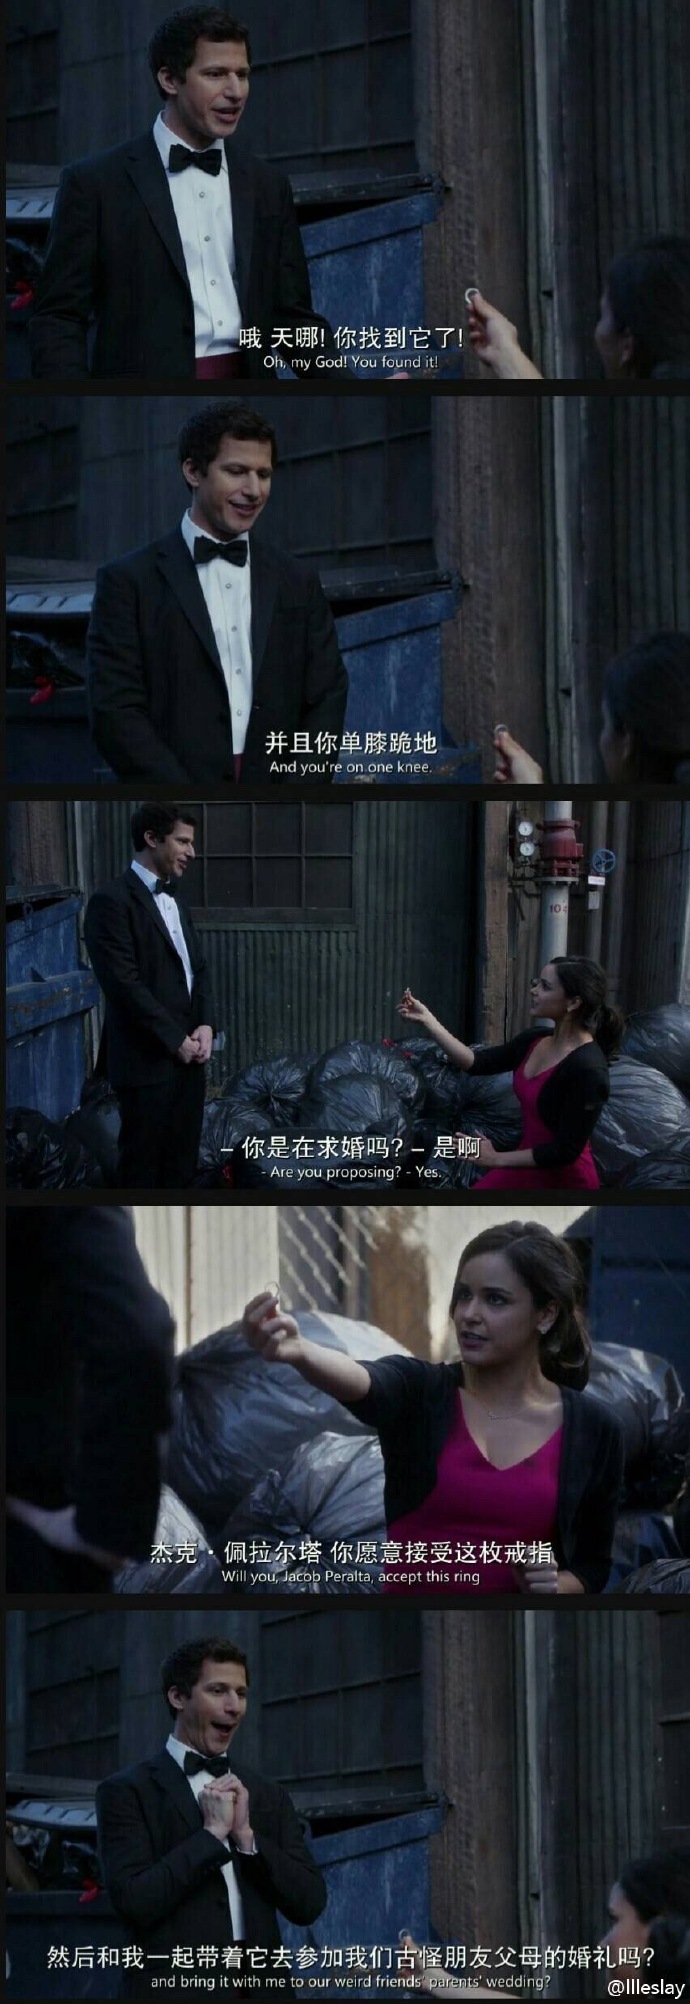 哦 天哪! 你找到它了!
Oh, my God! You found it!
并且你单膝跪地
And you're on one knee.
104
– 你是在求婚吗? – 是啊
- Are you proposing? - Yes.
杰克·佩拉尔塔 你愿意接受这枚戒指
Will you, Jacob Peralta, accept this ring
然后和我一起带着它去参加我们古怪朋友父母的婚礼吗?
and bring it with me to our weird friends' parents' wedding?
@Illeslay